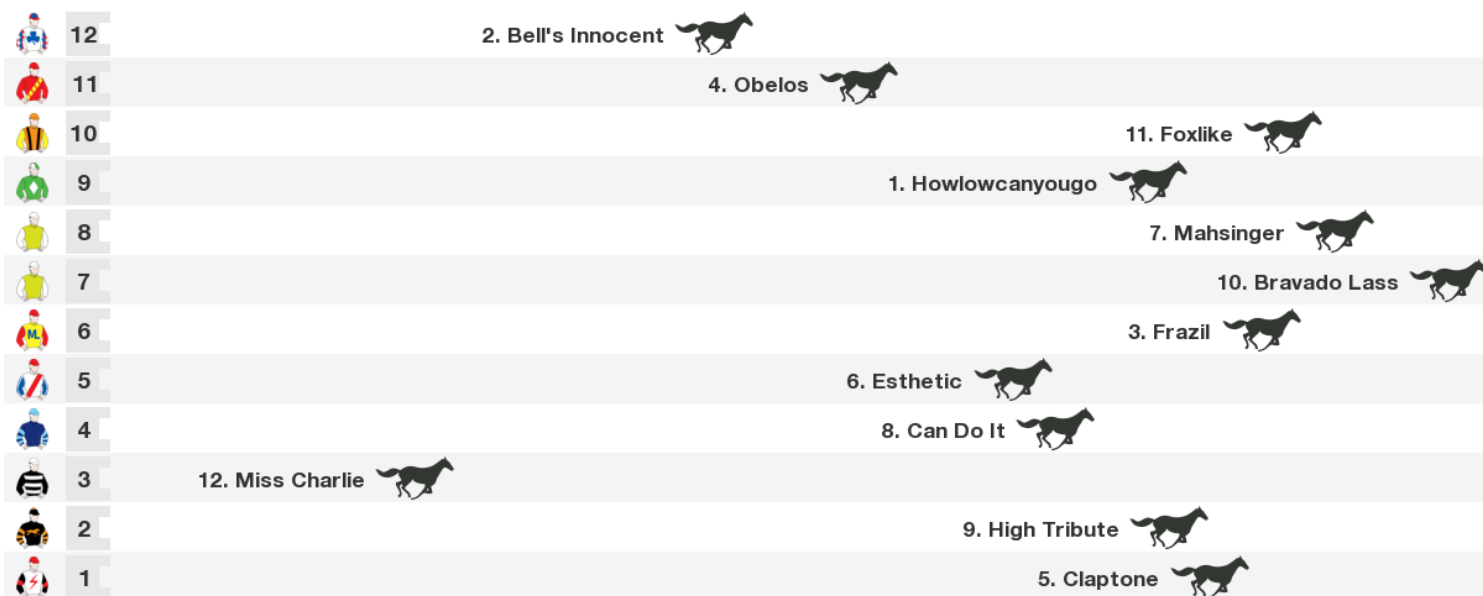 12 2. Bell's Innocent
11 4. Obelos
10 11. Foxlike
9 1. Howlowcanyougo
8 7. Mahsinger
7 10. Bravado Lass
6 ML 3. Frazil
5 6. Esthetic
4 8. Can Do It
3 12. Miss Charlie
2 9. High Tribute
1 5. Claptone